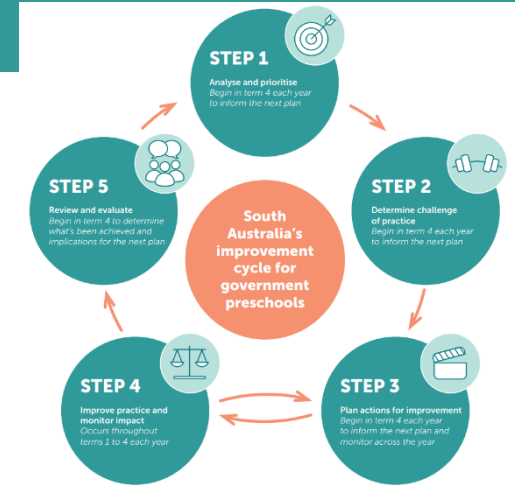 STEP 1
Analyse and prioritise
Begin in term 4 each year
to inform the next plan
STEP 2
Determine challenge
of practice
Begin in term 4 each year
to inform the next plan
STEP 3
Plan actions for improvement
Begin in term 4 each year
to inform the next plan and
monitor across the year
STEP 4
Improve practice and
monitor impact
Occurs throughout
terms 1 to 4 each year
STEP 5
Review and evaluate
Begin in term 4 to determine
what's been achieved and
implications for the next plan
South
Australia's
improvement
cycle for
government
preschools